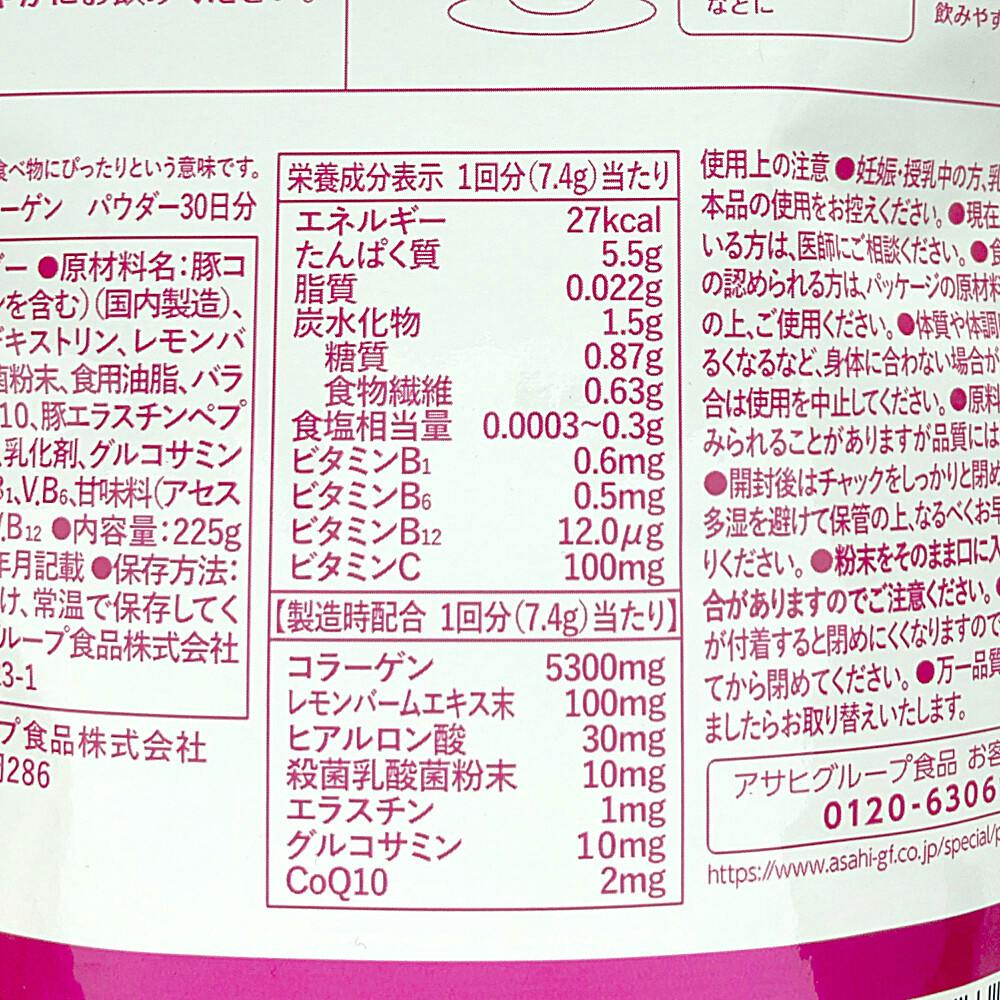 などに
飲みやす
食べ物にぴったりという意味です。
ーゲン パウダー30日分
ー ●原材料名:豚コ
ンを含む)(国内製造)、
デキストリン、レモンバ
菌粉末、食用油脂、バラ
10、豚エラスチンペプ
、乳化剤、グルコサミン
B1、V.B6、甘味料(アセス
V.B12 ●内容量:225g
年月記載 ●保存方法:
け、常温で保存してく
ループ食品株式会社
23-1
プ食品株式会社
286
栄養成分表示 1回分(7.4g)当たり
エネルギー 27kcal
たんぱく質 5.5g
脂質 0.022g
炭水化物 1.5g
糖質 0.87g
食物繊維 0.63g
食塩相当量 0.0003~0.3g
ビタミンB1 0.6mg
ビタミンB6 0.5mg
ビタミンB12 12.0μg
ビタミンC 100mg
【製造時配合 1回分(7.4g)当たり】
コラーゲン 5300mg
レモンバームエキス末 100mg
ヒアルロン酸 30mg
殺菌乳酸菌粉末 10mg
エラスチン 1mg
グルコサミン 10mg
CoQ10 2mg
使用上の注意 ●妊娠・授乳中の方、乳
本品の使用をお控えください。●現在
いる方は、医師にご相談ください。●食
の認められる方は、パッケージの原材料
の上、ご使用ください。●体質や体調
るくなるなど、身体に合わない場合が
合は使用を中止してください。●原料
みられることがありますが品質には
●開封後はチャックをしっかりと閉め
多湿を避けて保管の上、なるべくお早
りください。●粉末をそのまま口に入
合がありますのでご注意ください。●
が付着すると閉めにくくなりますので
てから閉めてください。●万一品質
ましたらお取り替えいたします。
アサヒグループ食品 お客
0120-6306
https://www.asahi-gf.co.jp/special/p